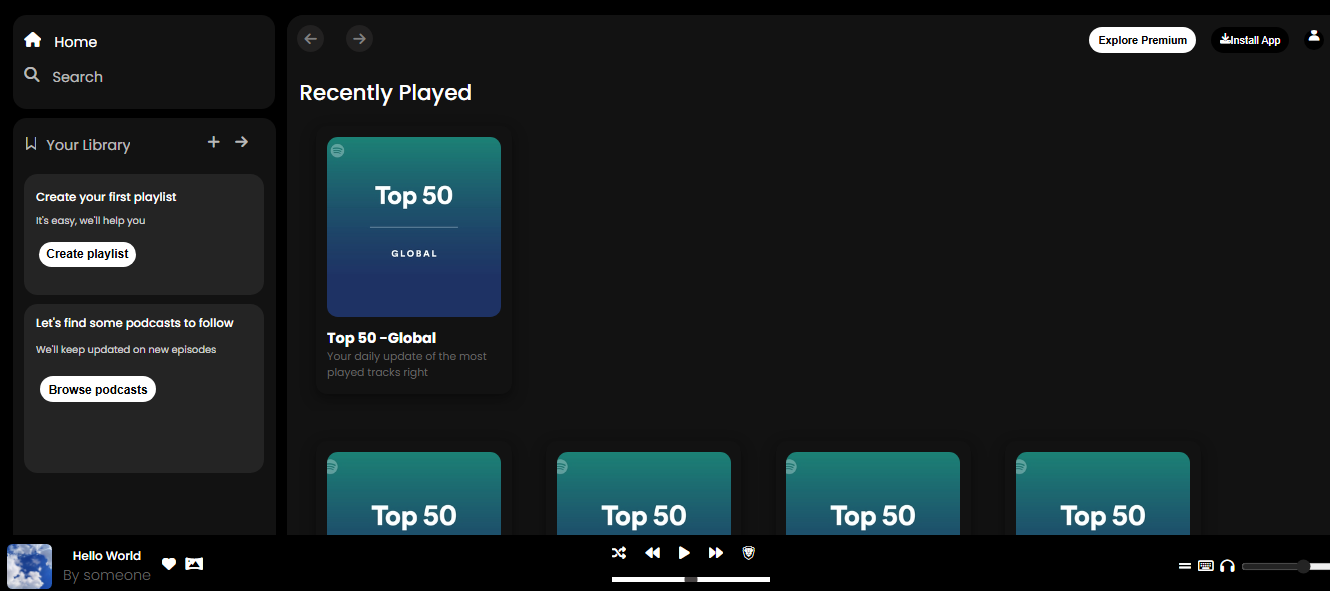 Home
Search
Your Library
Create your first playlist
It's easy, we'll help you
Create playlist
Let's find some podcasts to follow
We'll keep updated on new episodes
Browse podcasts
Explore Premium
Install App
Recently Played
Top 50
GLOBAL
Top 50 -Global
Your daily update of the most
played tracks right
Top 50
Top 50
Top 50
Top 50
Hello World
By someone